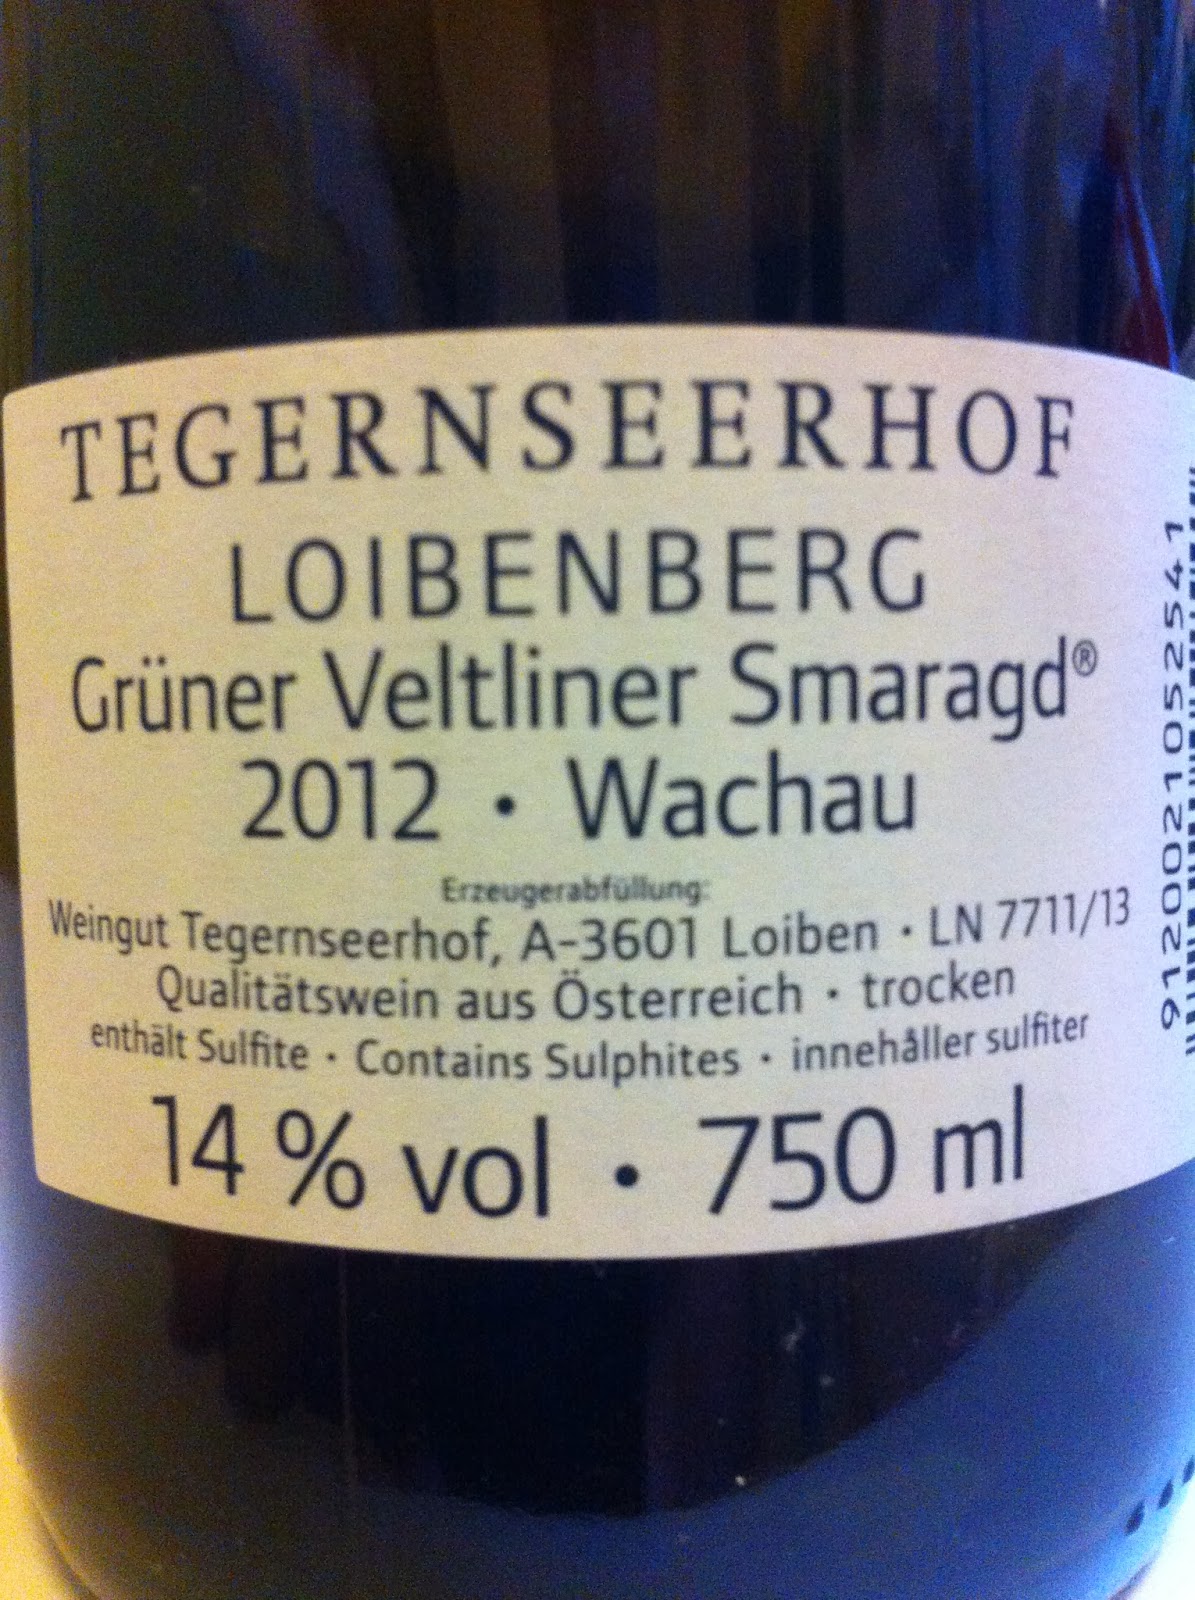 TEGERNSEERHOF
LOIBENBERG
Grüner Veltliner Smaragd®
2012 • Wachau
Erzeugerabfüllung:
Weingut Tegernseerhof, A-3601 Loiben • LN 7711/13
Qualitätswein aus Österreich • trocken
enthält Sulfite • Contains Sulphites • innehåller sulfiter
14 % vol • 750 ml
9120021052541